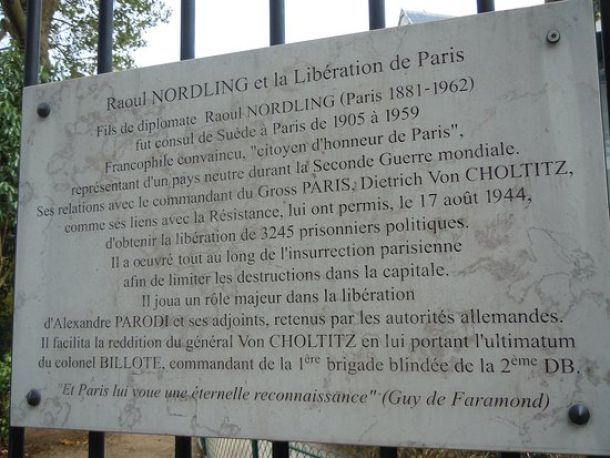 Raoul NORDLING et la Libération de Paris
Fils de diplomate Raoul NORDLING (Paris 1881-1962)
fut consul de Suède à Paris de 1905 à 1959
Francophile convaincu, "citoyen d'honneur de Paris",
représentant d'un pays neutre durant la Seconde Guerre mondiale.
Ses relations avec le commandant du Gross PARIS, Dietrich Von CHOLTITZ,
comme ses liens avec la Résistance, lui ont permis, le 17 août 1944,
d'obtenir la libération de 3245 prisonniers politiques.
Il a oeuvré tout au long de l'insurrection parisienne
afin de limiter les destructions dans la capitale.
Il joua un rôle majeur dans la libération
d'Alexandre PARODI et ses adjoints, retenus par les autorités allemandes.
Il facilita la reddition du général Von CHOLTITZ en lui portant l'ultimatum
du colonel BILLOTE, commandant de la 1ère brigade blindée de la 2ème DB.
"Et Paris lui voue une éternelle reconnaissance" (Guy de Faramond)